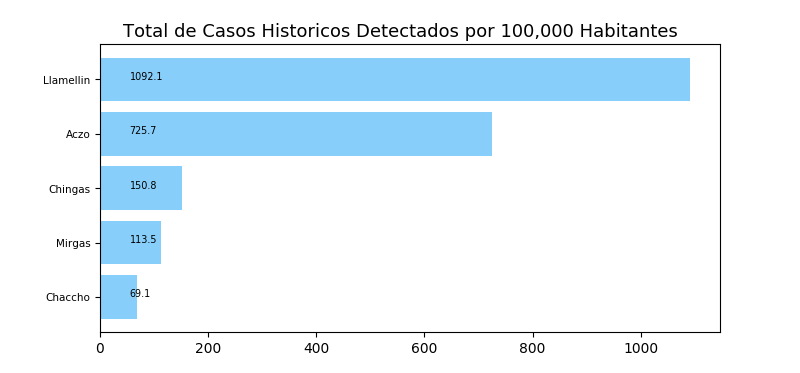 Total de Casos Historicos Detectados por 100,000 Habitantes
Llamellin 1092.1
Aczo 725.7
Chingas 150.8
Mirgas 113.5
Chaccho 69.1
0 200 400 600 800 1000